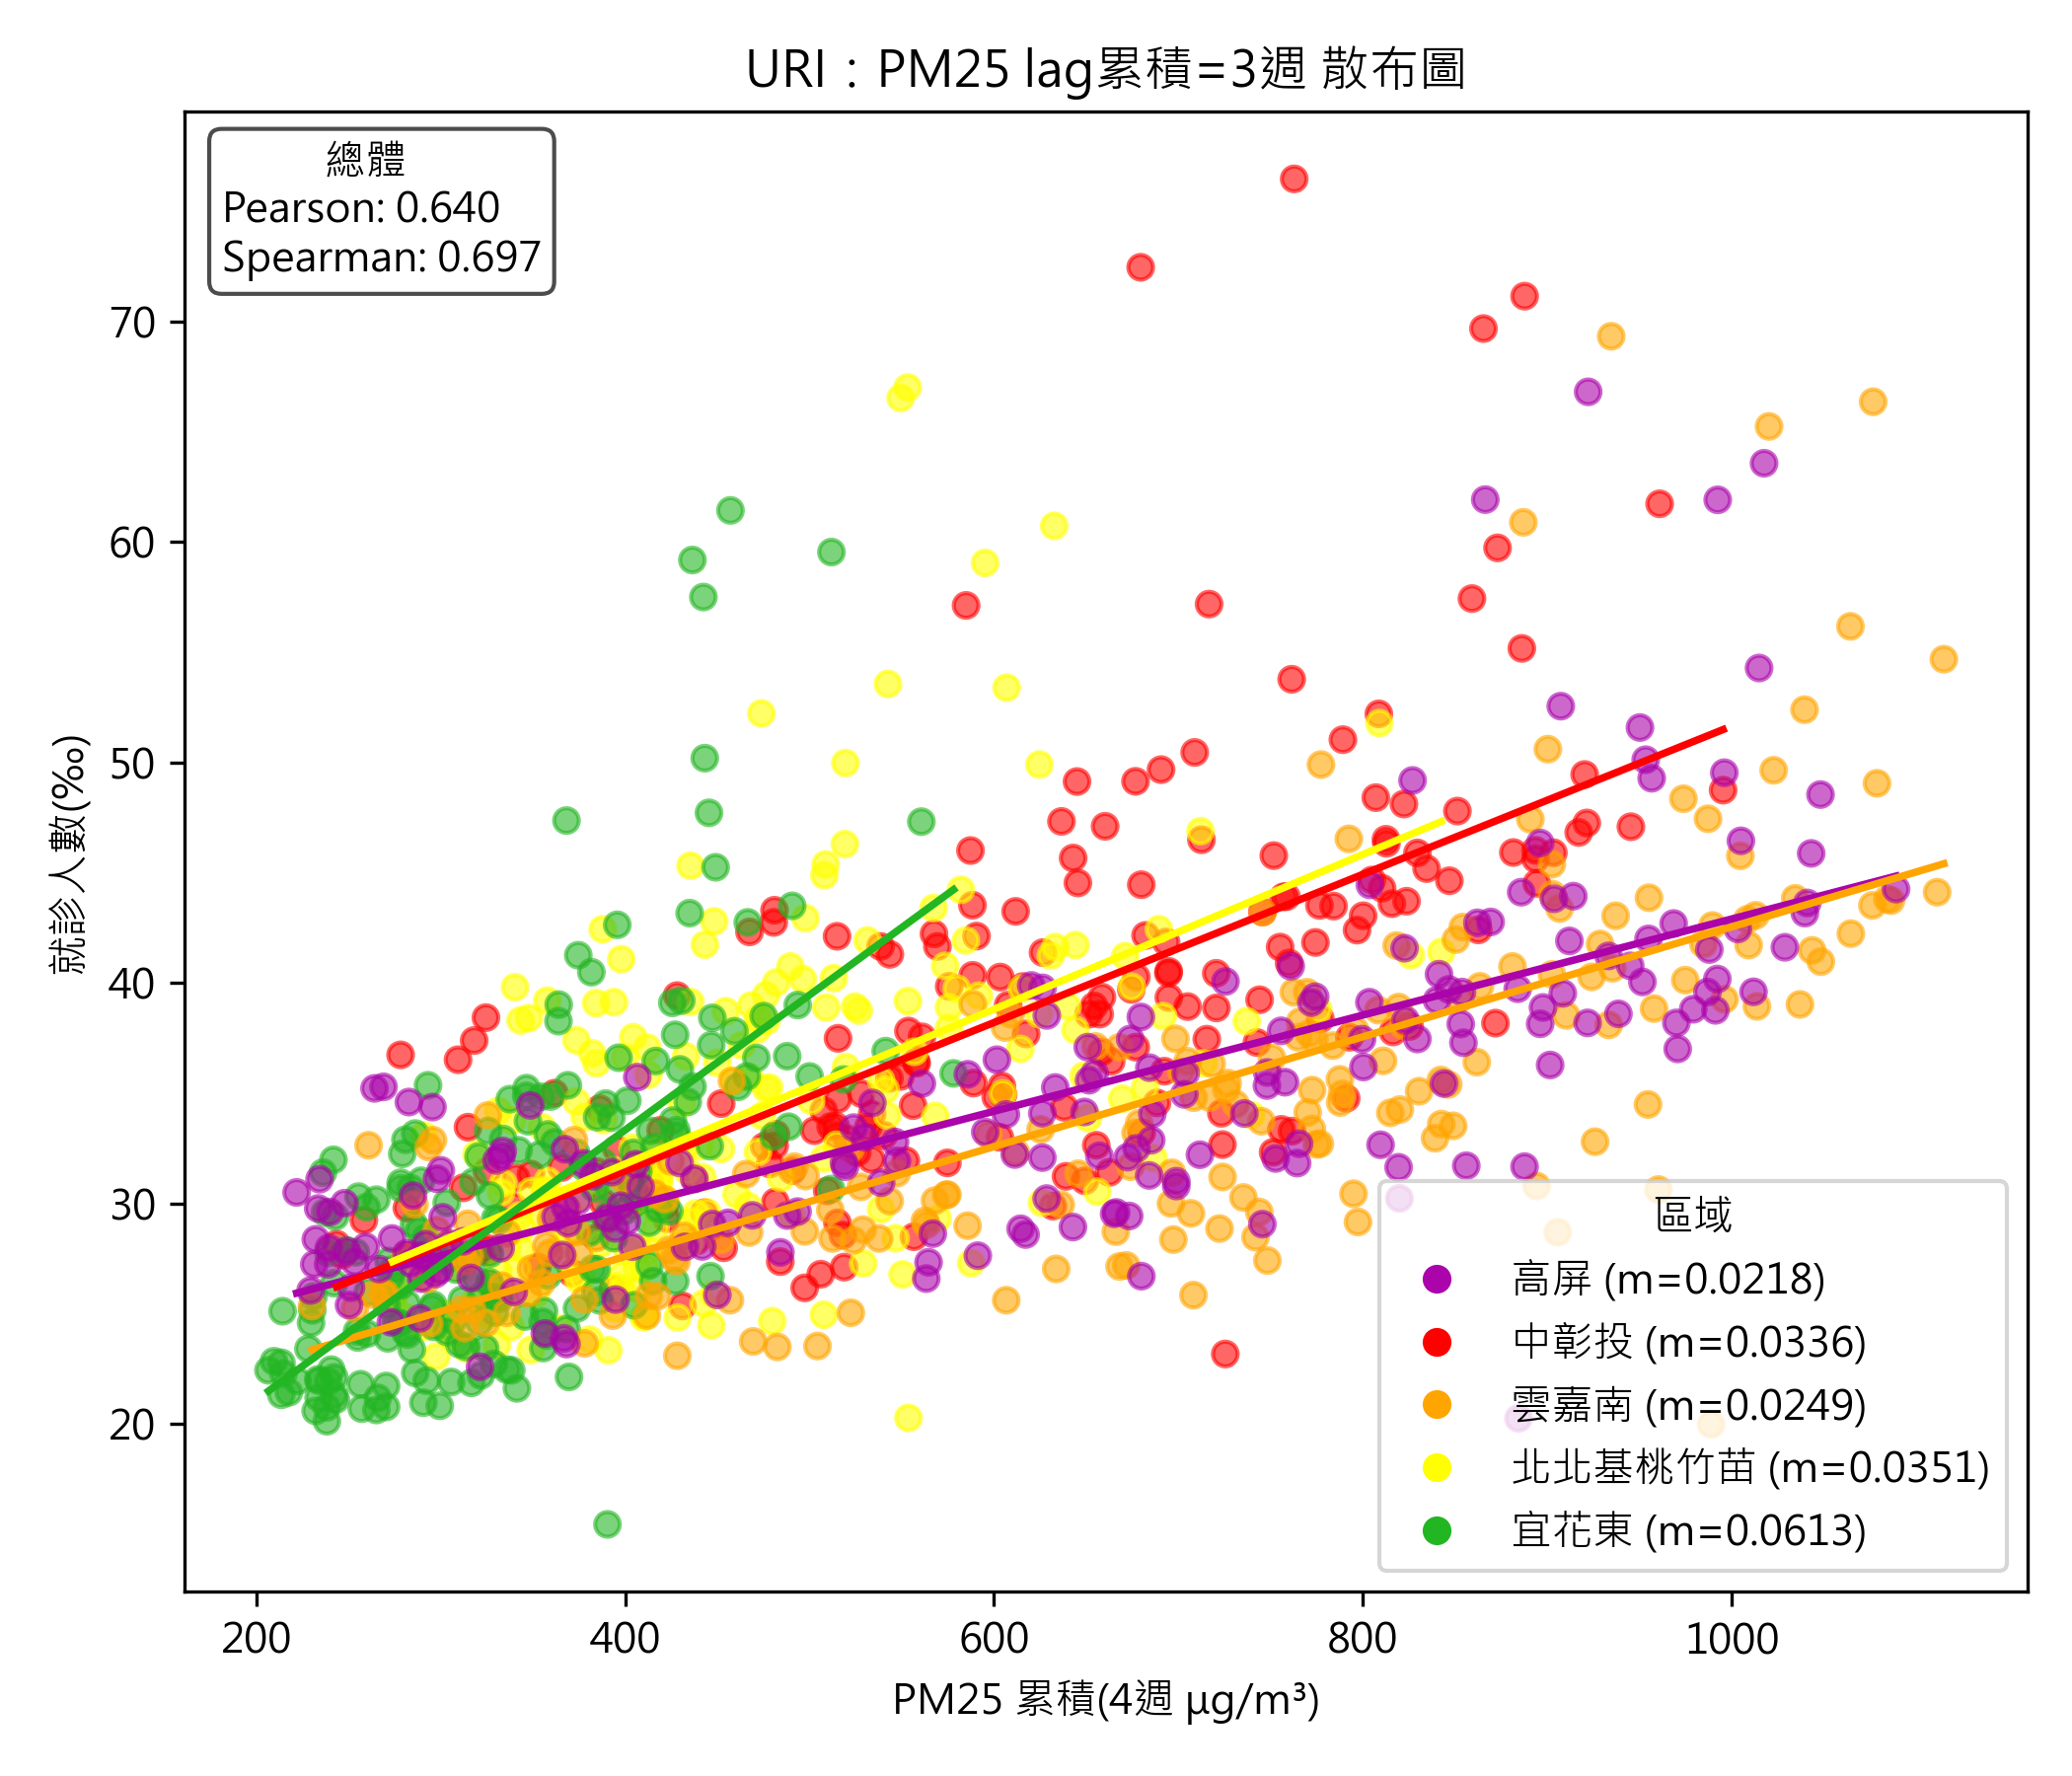 URI：PM25 lag累積=3週 散布圖
總體
Pearson: 0.640
Spearman: 0.697
就診人數(‰)
70
60
50
40
30
20
200 400 600 800 1000
PM25 累積(4週 µg/m³)
區域
高屏 (m=0.0218)
中彰投 (m=0.0336)
雲嘉南 (m=0.0249)
北北基桃竹苗 (m=0.0351)
宜花東 (m=0.0613)